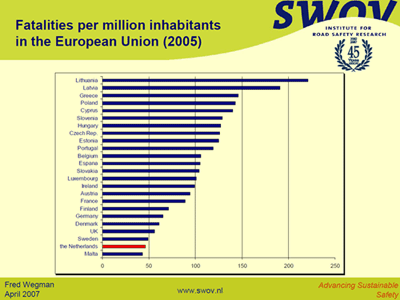 Fatalities per million inhabitants
in the European Union (2005)
SWOV
INSTITUTE FOR
ROAD SAFETY RESEARCH
45
Lithuania
Latvia
Greece
Poland
Cyprus
Slovenia
Hungary
Czech Rep.
Estonia
Portugal
Belgium
Espana
Slovakia
Luxembourg
Ireland
Austria
France
Finland
Germany
Denmark
UK
Sweden
the Netherlands
Malta
0 50 100 150 200 250
Fred Wegman
April 2007
www.swov.nl
Advancing Sustainable
Safety